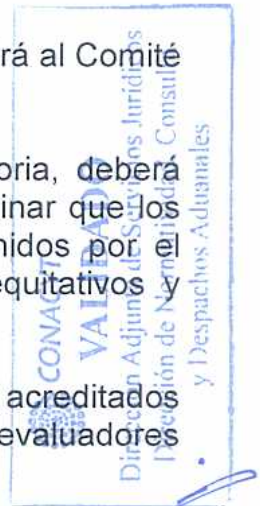 rá al Comité
oria, deberá
inar que los
nidos por el
equitativos y
acreditados
evaluadores
CONACYT
VALIDADO
Dirección Adjunta de Servicios Jurídicos
Dirección de Normatividad, Consulta
y Despachos Aduanales